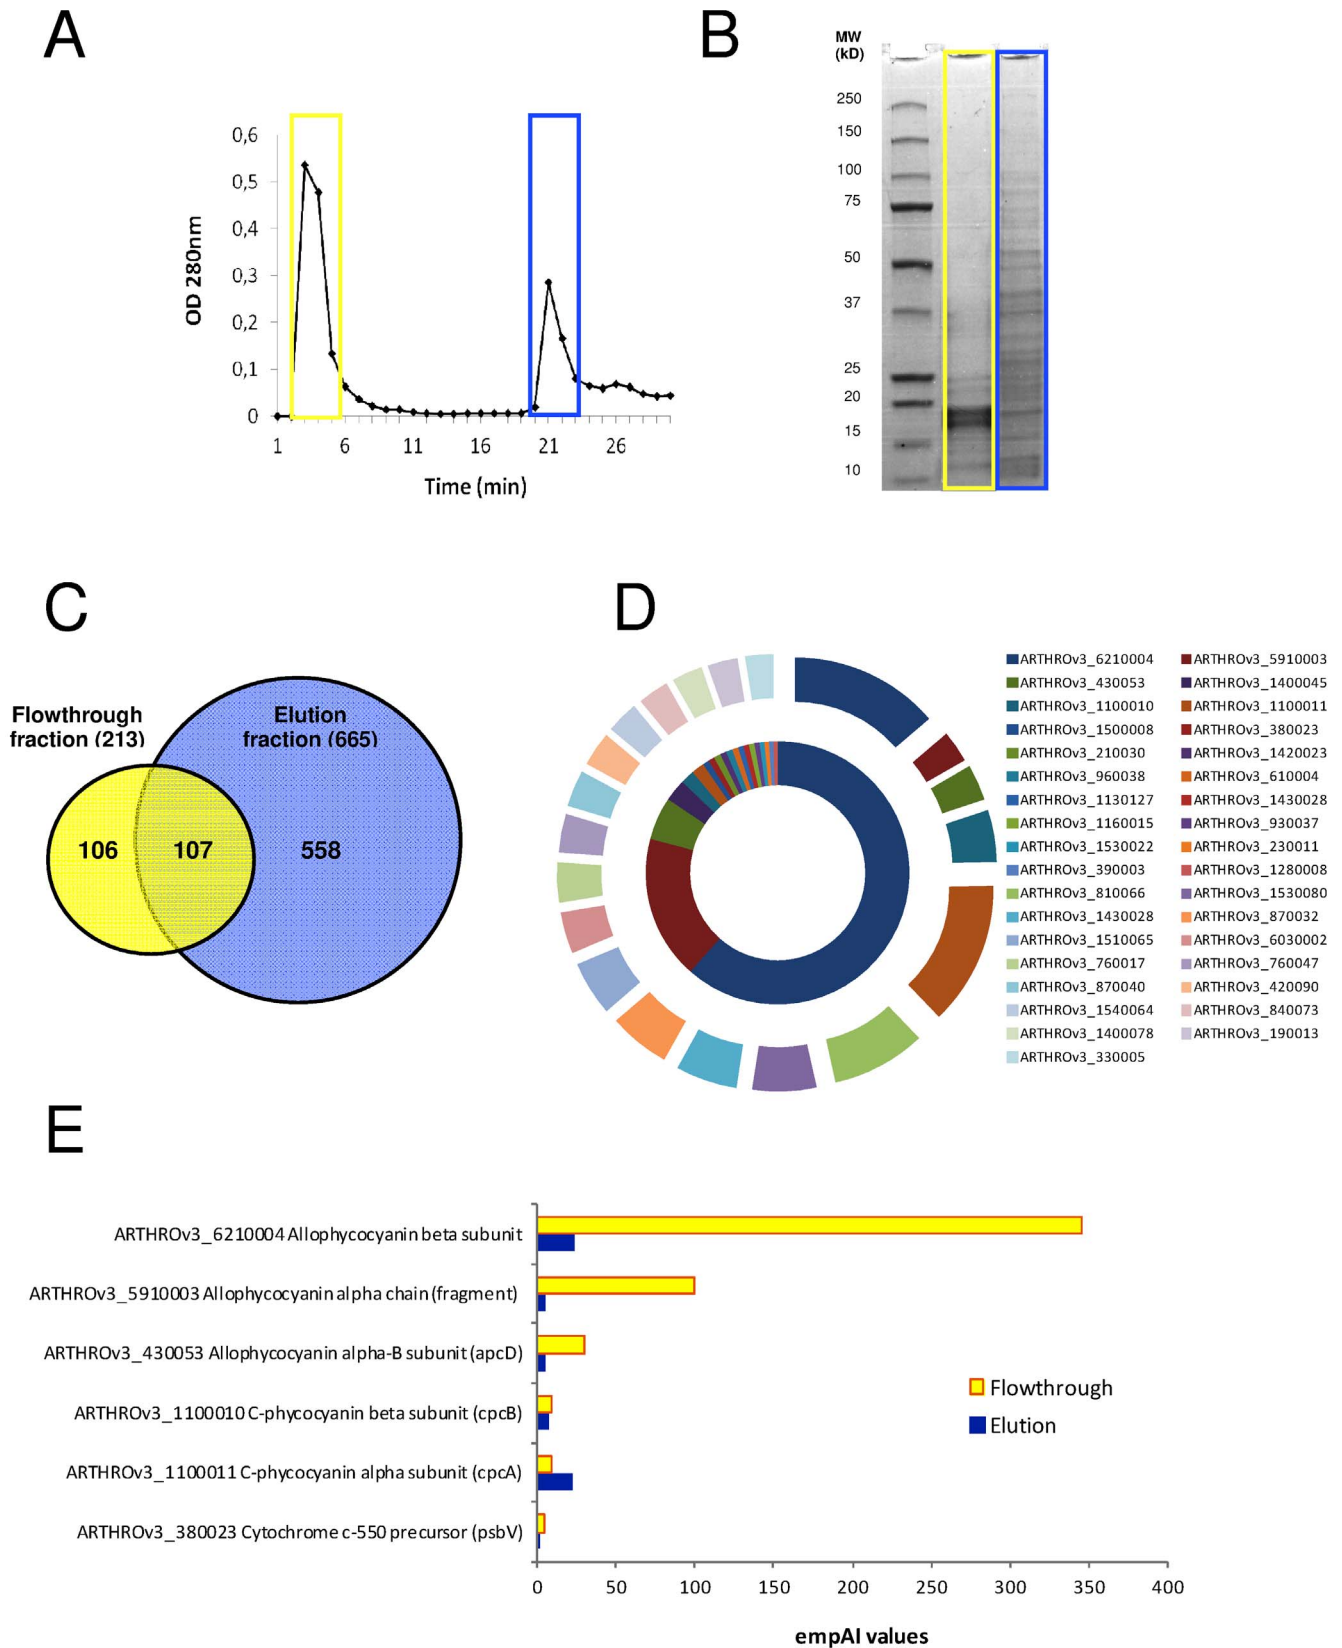 A
0,6
0,5
0,4
0,3
0,2
0,1
0
OD 280nm
1 6 11 16 21 26
Time (min)
B
MW
(kD)
250
150
100
75
50
37
25
20
15
10
C
Flowthrough
fraction (213)
Elution
fraction (665)
106 107 558
D
ARTHROv3_6210004 ARTHROv3_5910003
ARTHROv3_430053 ARTHROv3_1400045
ARTHROv3_1100010 ARTHROv3_1100011
ARTHROv3_1500008 ARTHROv3_380023
ARTHROv3_210030 ARTHROv3_1420023
ARTHROv3_960038 ARTHROv3_610004
ARTHROv3_1130127 ARTHROv3_1430028
ARTHROv3_1160015 ARTHROv3_930037
ARTHROv3_1530022 ARTHROv3_230011
ARTHROv3_390003 ARTHROv3_1280008
ARTHROv3_810066 ARTHROv3_1530080
ARTHROv3_1430028 ARTHROv3_870032
ARTHROv3_1510065 ARTHROv3_6030002
ARTHROv3_760017 ARTHROv3_760047
ARTHROv3_870040 ARTHROv3_420090
ARTHROv3_1540064 ARTHROv3_840073
ARTHROv3_1400078 ARTHROv3_190013
ARTHROv3_330005
E
ARTHROv3_6210004 Allophycocyanin beta subunit
ARTHROv3_5910003 Allophycocyanin alpha chain (fragment)
ARTHROv3_430053 Allophycocyanin alpha-B subunit (apcD)
ARTHROv3_1100010 C-phycocyanin beta subunit (cpcB)
ARTHROv3_1100011 C-phycocyanin alpha subunit (cpcA)
ARTHROv3_380023 Cytochrome c-550 precursor (psbV)
Flowthrough
Elution
0 50 100 150 200 250 300 350 400
empAI values